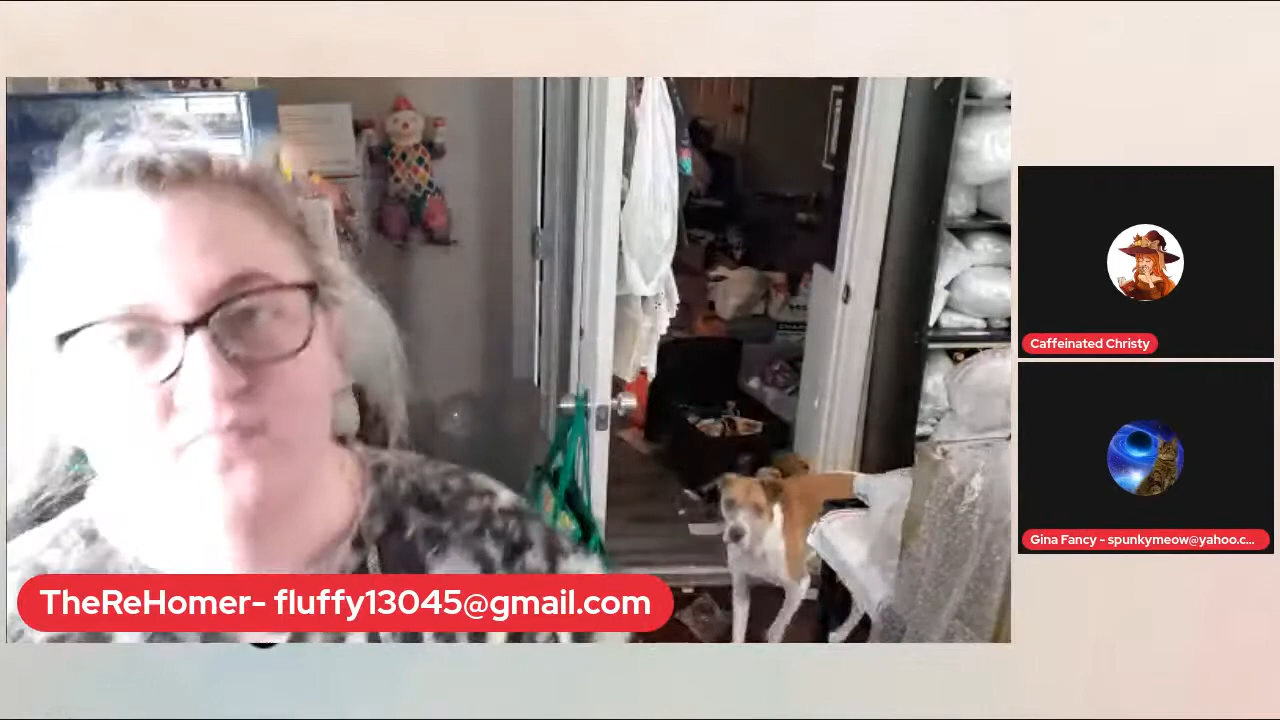 TheReHomer- fluffy13045@gmail.com
Caffeinated Christy
Gina Fancy - spunkymeow@yahoo.c...